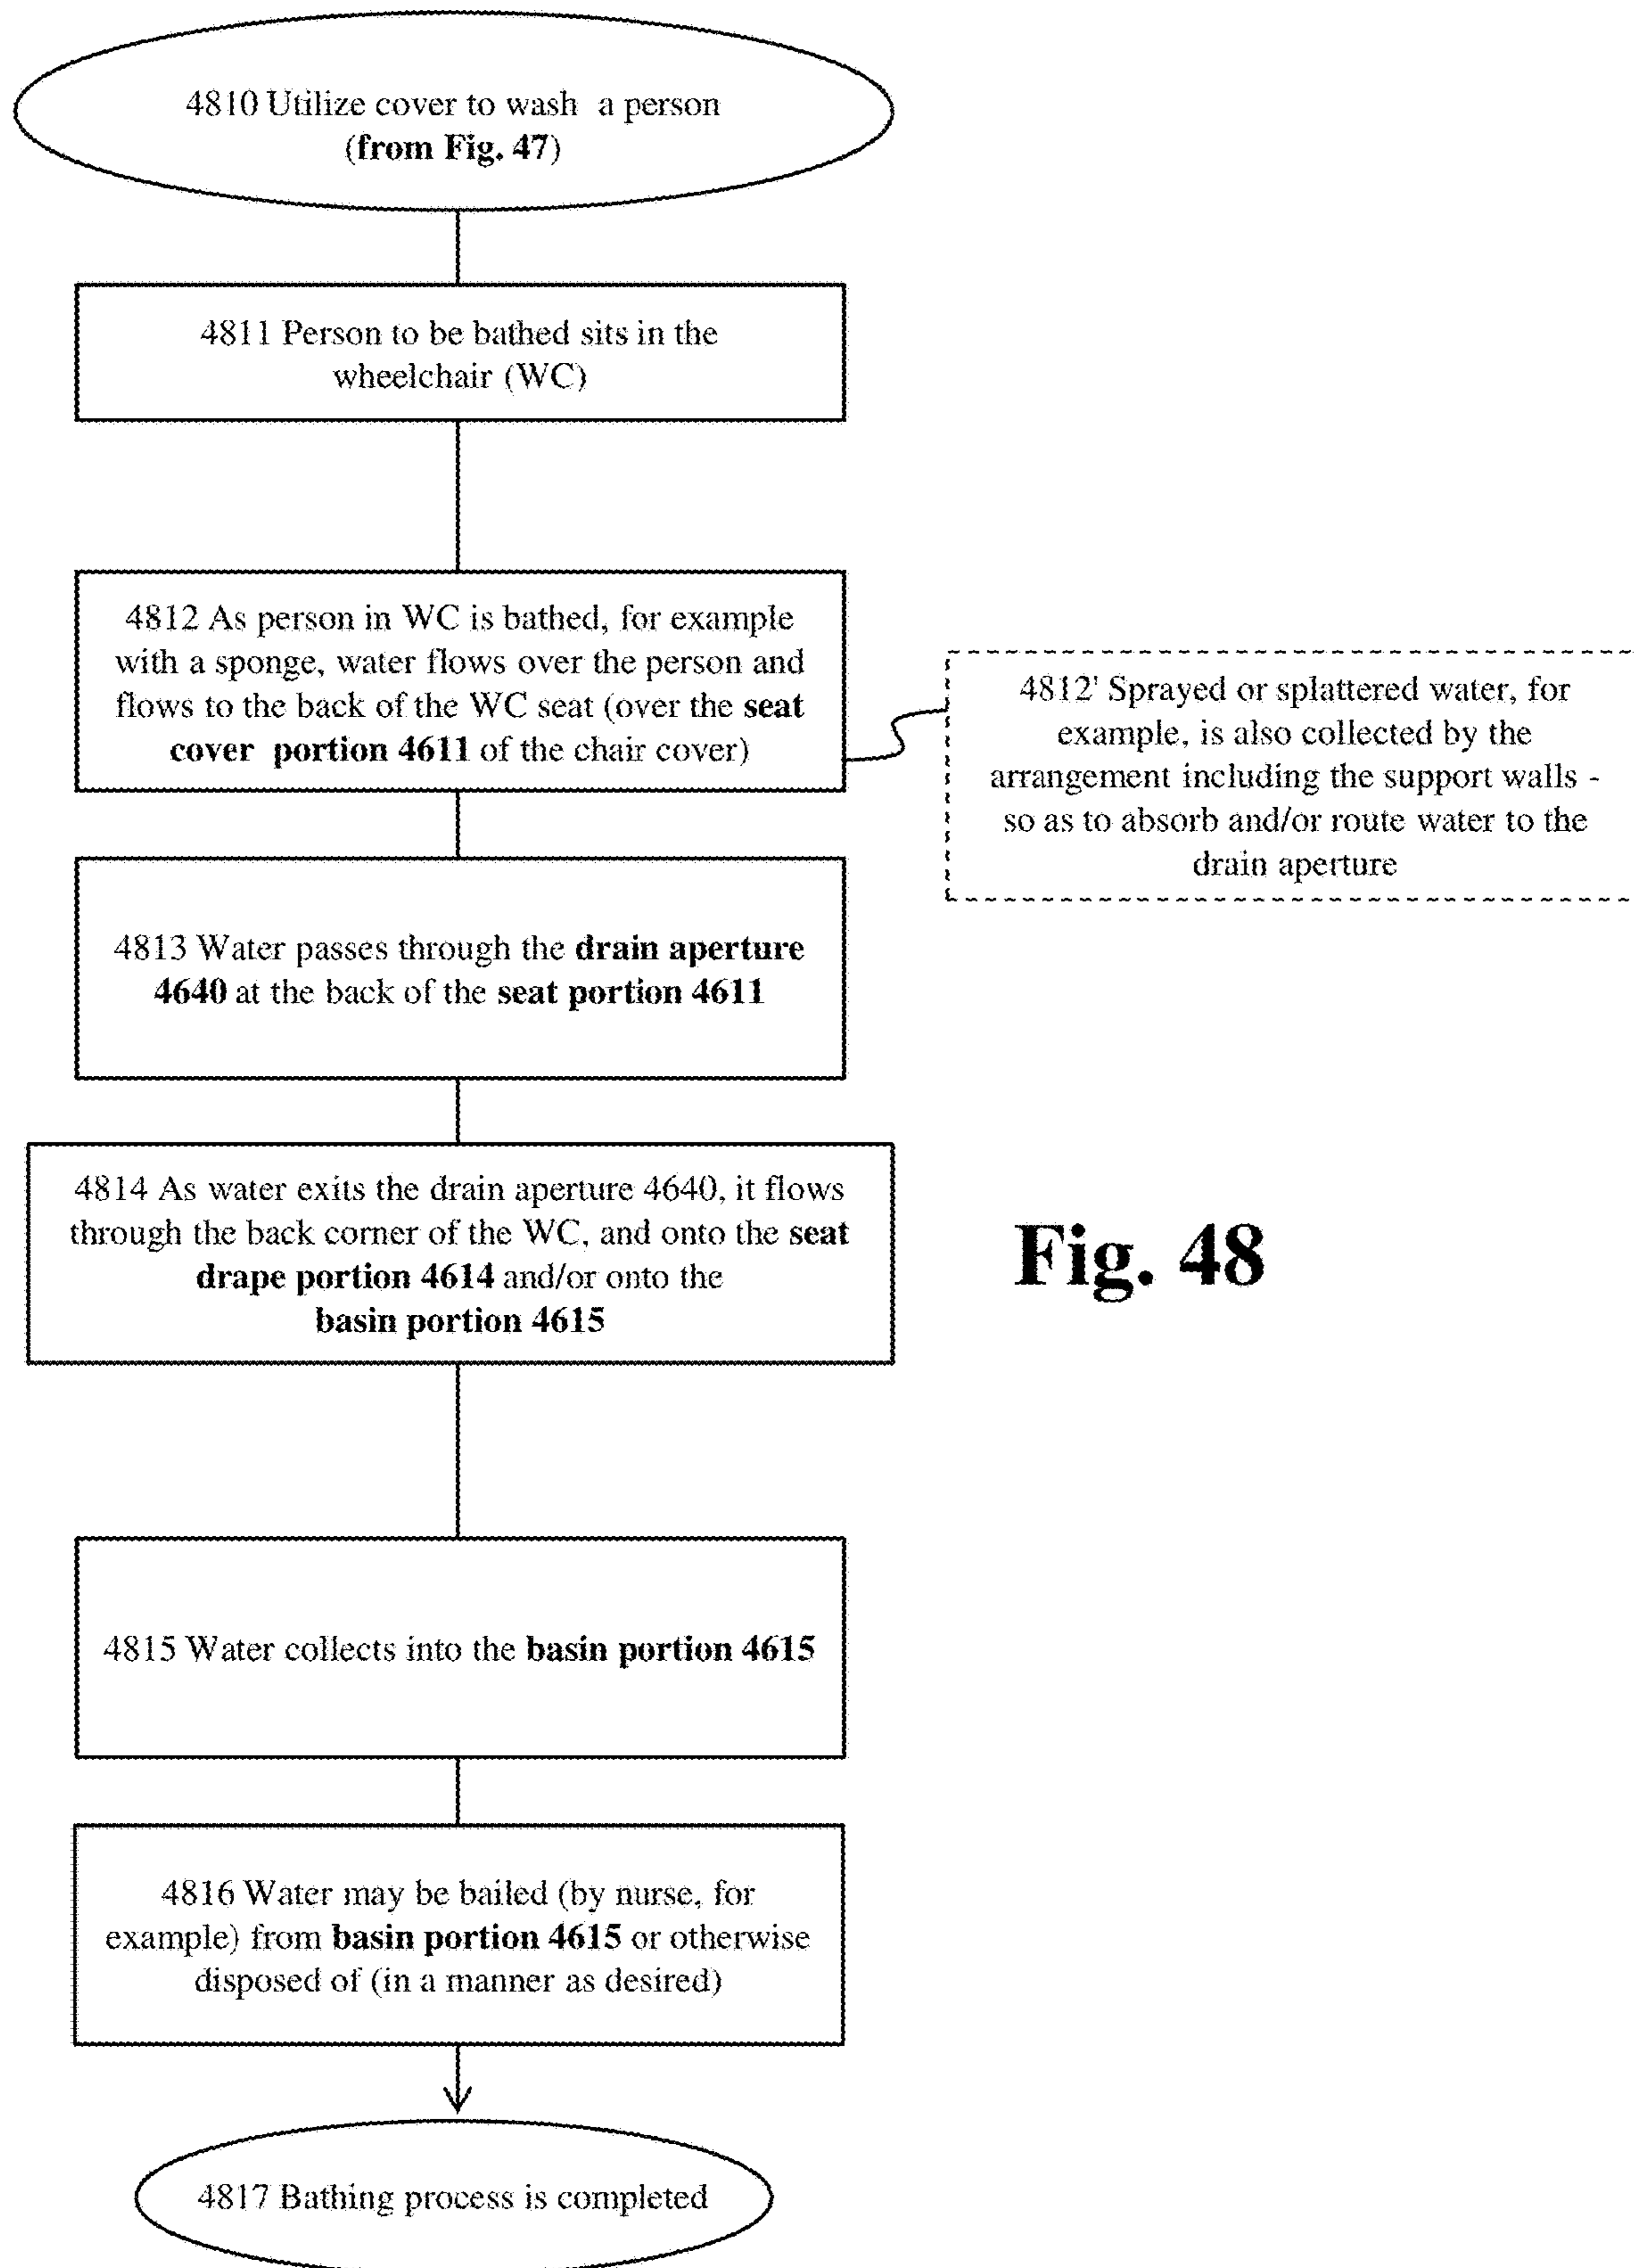 4810 Utilize cover to wash a person
(from Fig. 47)
4811 Person to be bathed sits in the
wheelchair (WC)
4812 As person in WC is bathed, for example
with a sponge, water flows over the person and
flows to the back of the WC seat (over the seat
cover portion 4611 of the chair cover)
4812' Sprayed or splattered water, for
example, is also collected by the
arrangement including the support walls -
so as to absorb and/or route water to the
drain aperture
4813 Water passes through the drain aperture
4640 at the back of the seat portion 4611
4814 As water exits the drain aperture 4640, it flows
through the back corner of the WC, and onto the seat
drape portion 4614 and/or onto the
basin portion 4615
Fig. 48
4815 Water collects into the basin portion 4615
4816 Water may be bailed (by nurse, for
example) from basin portion 4615 or otherwise
disposed of (in a manner as desired)
4817 Bathing process is completed